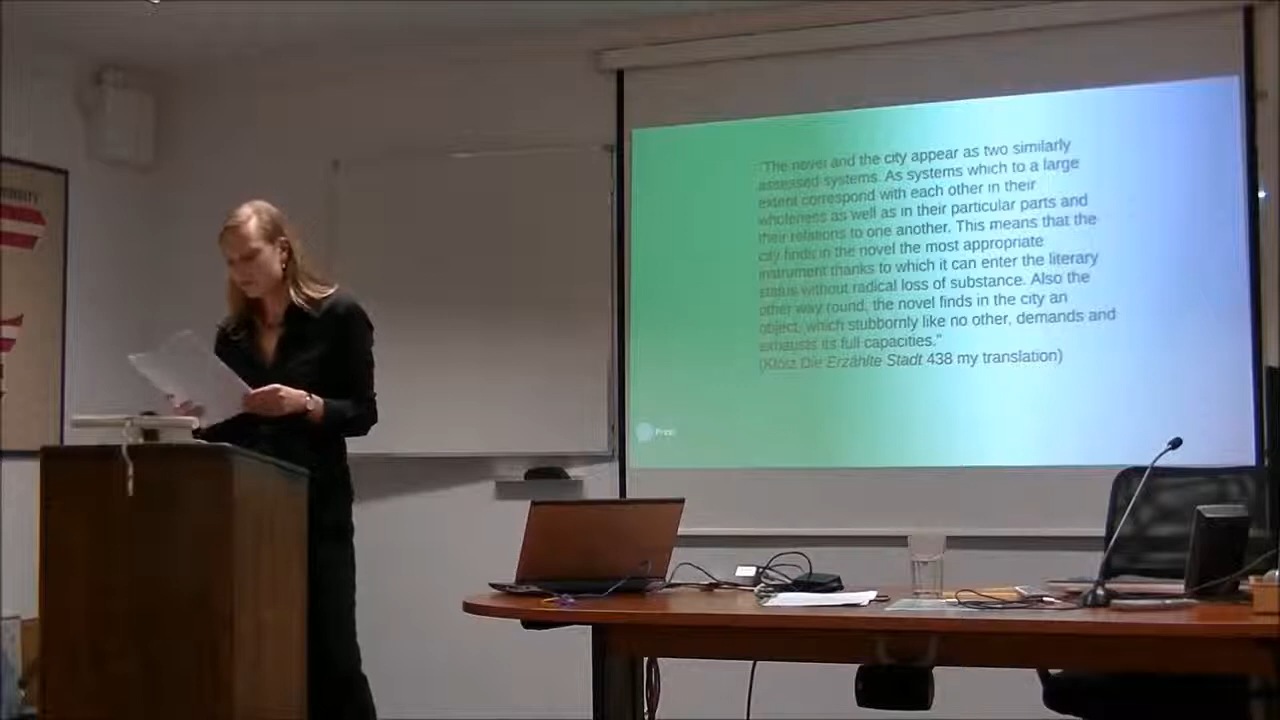 "The novel and the city appear as two similarly
assessed systems. As systems which to a large
extent correspond with each other in their
wholeness as well as in their particular parts and
their relations to one another. This means that the
city finds in the novel the most appropriate
instrument thanks to which it can enter the literary
status without radical loss of substance. Also the
other way round, the novel finds in the city an
object, which stubbornly like no other, demands and
exhausts its full capacities."
(Klotz Die Erzählte Stadt 438 my translation)
Prezi